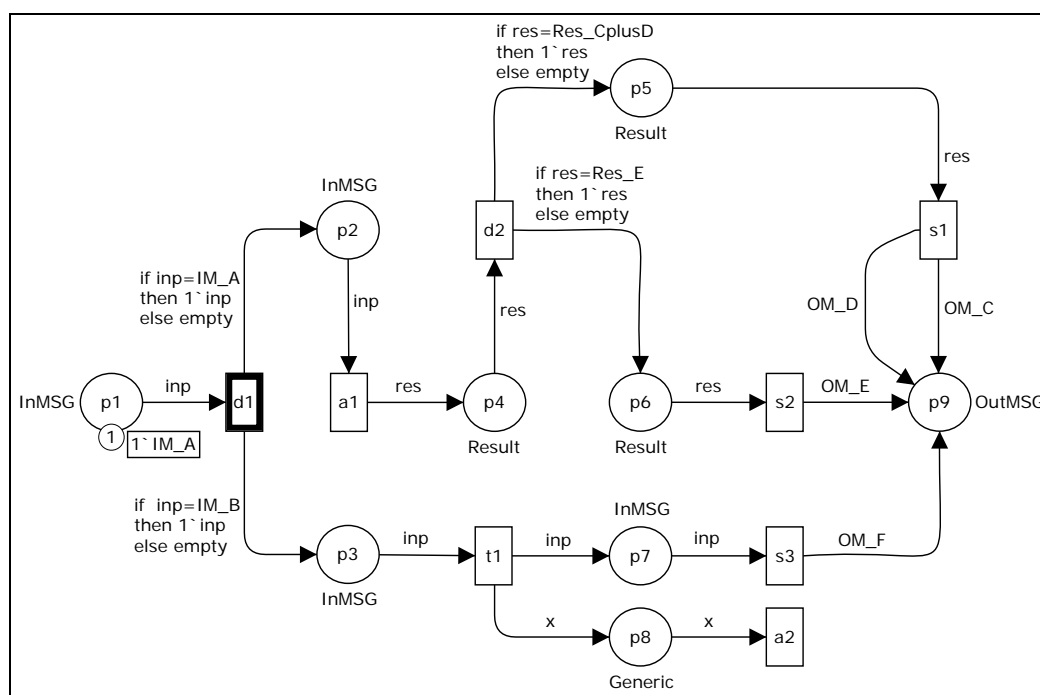 if res=Res_CplusD
then 1`res
else empty
p5
Result
res
if res=Res_E
then 1`res
else empty
InMSG
p2
d2
s1
if inp=IM_A
then 1`inp
else empty
inp
res
OM_D
OM_C
InMSG
p1
inp
d1
a1
res
p4
p6
res
s2
OM_E
p9
OutMSG
1
1`IM_A
Result
Result
if  inp=IM_B
then 1`inp
else empty
InMSG
p3
inp
t1
inp
p7
inp
s3
OM_F
InMSG
x
p8
x
a2
Generic